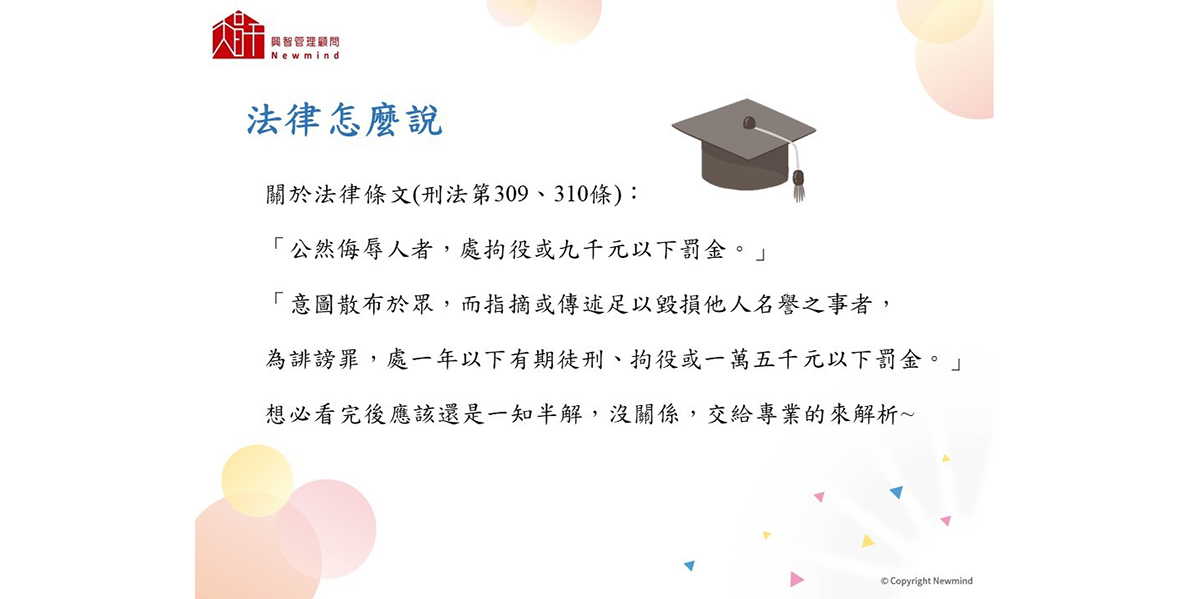 興智管理顧問
Newmind
法律怎麼說
關於法律條文(刑法第309、310條)：
「公然侮辱人者，處拘役或九千元以下罰金。」
「意圖散布於眾，而指摘或傳述足以毀損他人名譽之事者，
為誹謗罪，處一年以下有期徒刑、拘役或一萬五千元以下罰金。」
想必看完後應該還是一知半解，沒關係，交給專業的來解析~
© Copyright Newmind